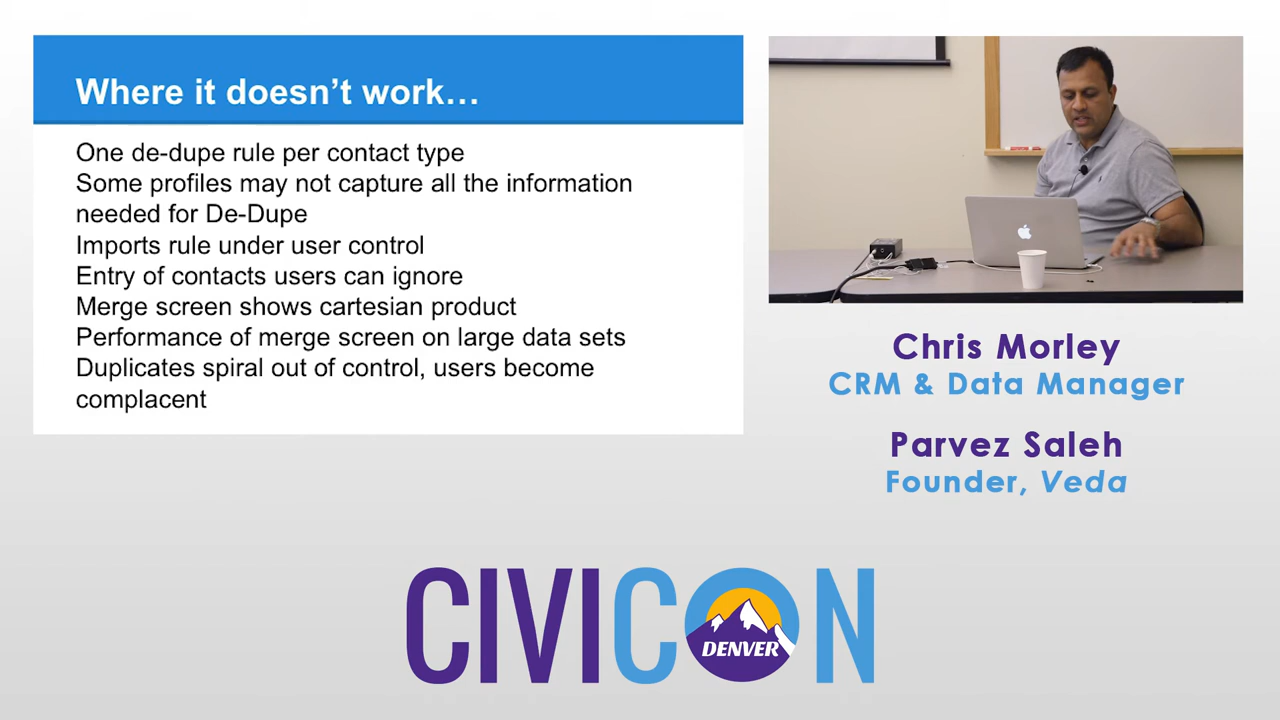 Where it doesn’t work…
One de-dupe rule per contact type
Some profiles may not capture all the information
needed for De-Dupe
Imports rule under user control
Entry of contacts users can ignore
Merge screen shows cartesian product
Performance of merge screen on large data sets
Duplicates spiral out of control, users become
complacent
Chris Morley
CRM & Data Manager
Parvez Saleh
Founder, Veda
CIVICON
DENVER